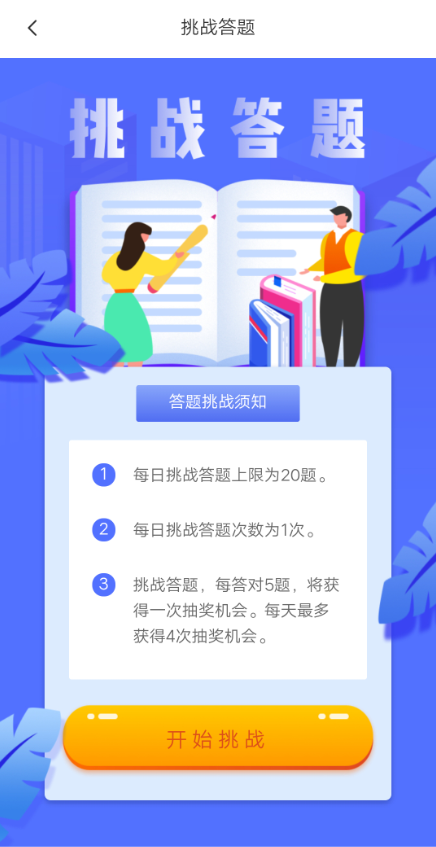 挑战答题
挑战答题
答题挑战须知
1 每日挑战答题上限为20题。
2 每日挑战答题次数为1次。
3 挑战答题，每答对5题，将获
得一次抽奖机会。每天最多
获得4次抽奖机会。
开始挑战